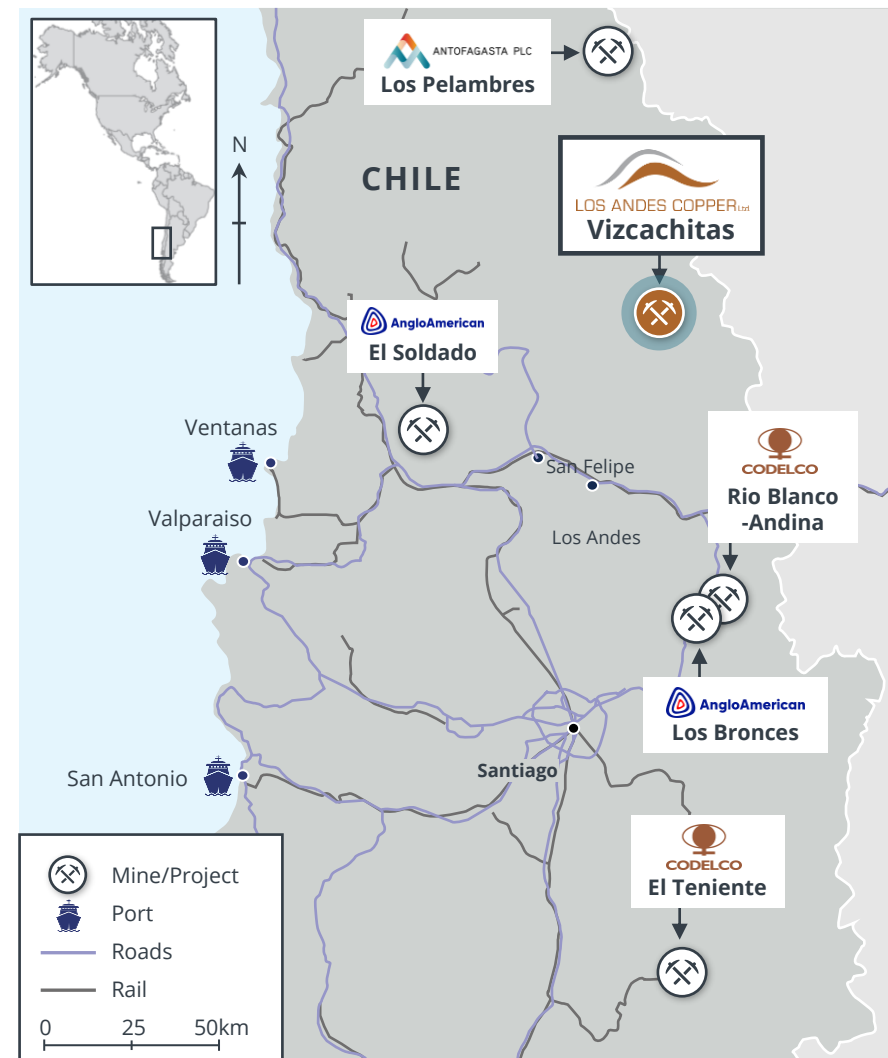 ANTOFAGASTA PLC
Los Pelambres
N
CHILE
LOS ANDES COPPER Ltd
Vizcachitas
AngloAmerican
El Soldado
Ventanas
CODELCO
San Felipe
Rio Blanco
-Andina
Valparaiso
Los Andes
AngloAmerican
Los Bronces
San Antonio
Santiago
CODELCO
El Teniente
Mine/Project
Port
Roads
Rail
0 25 50km